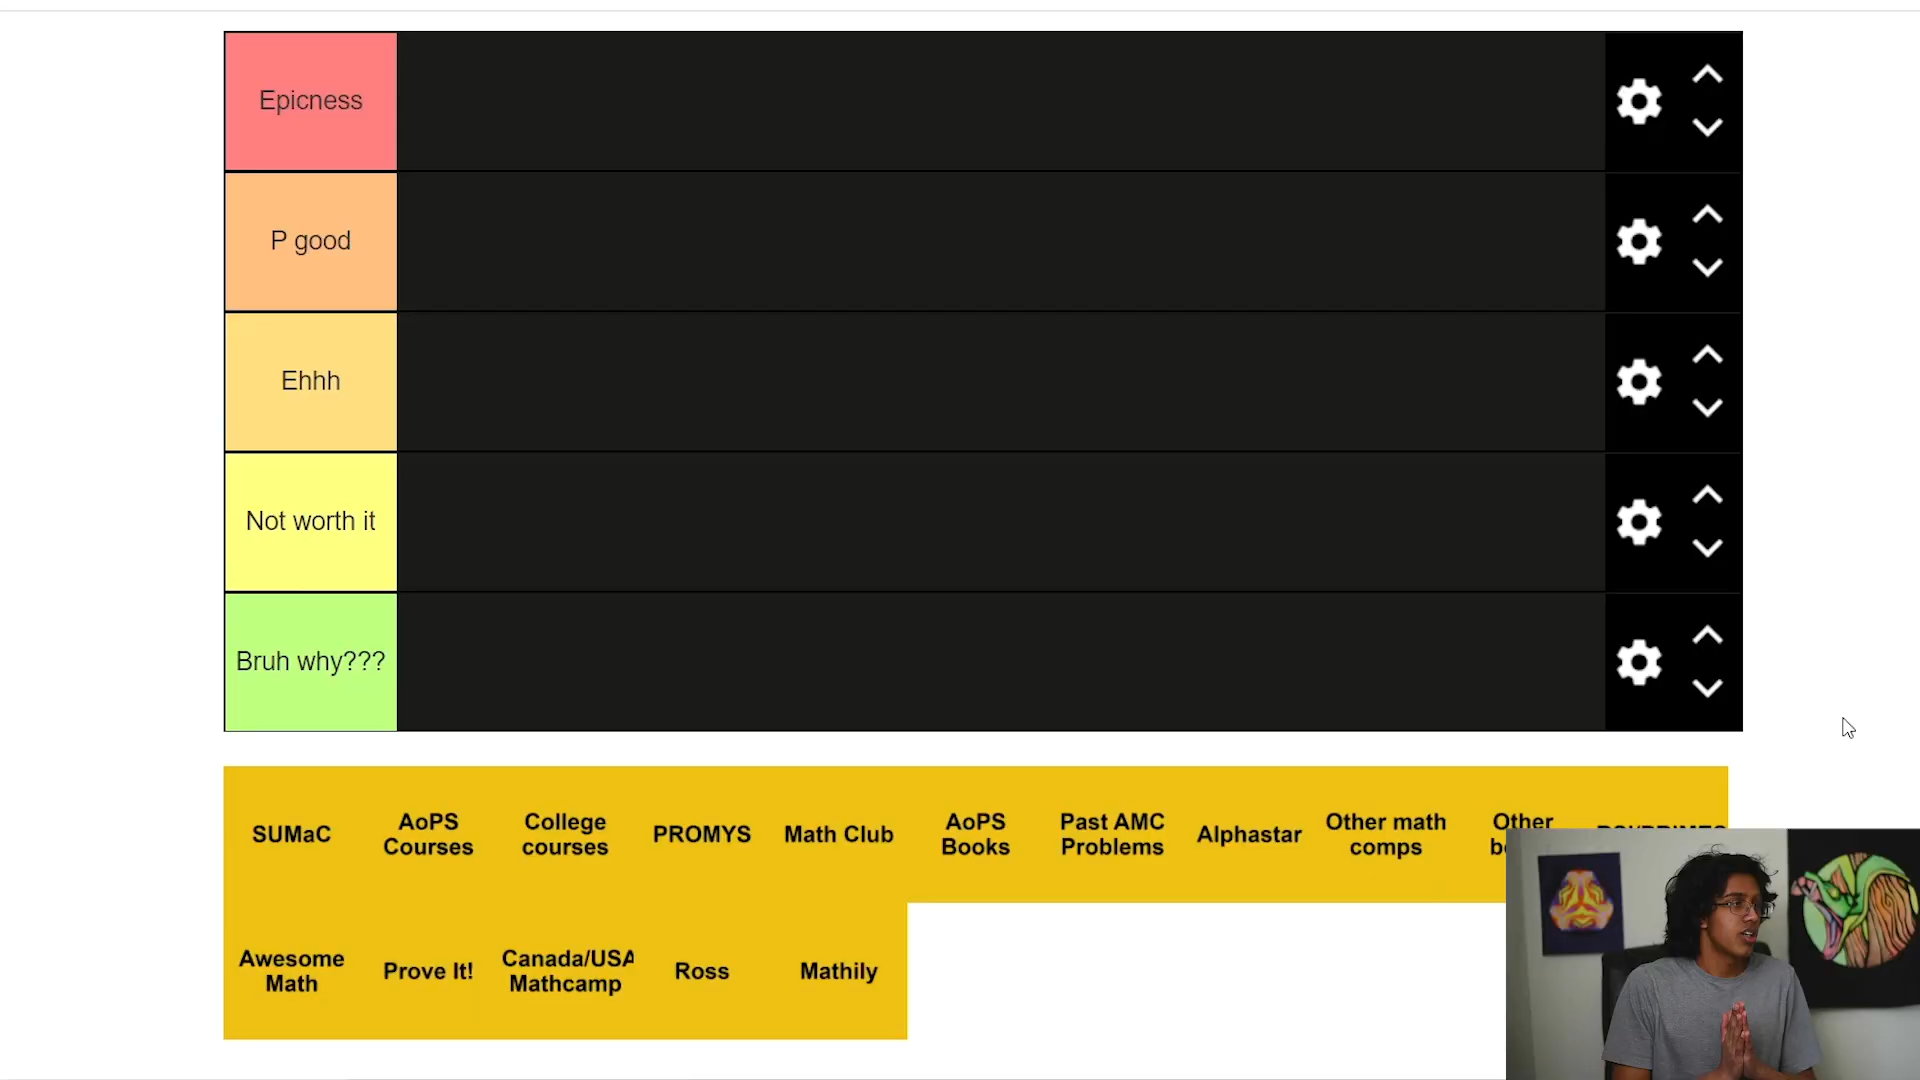 Epicness
P good
Ehhh
Not worth it
Bruh why???
SUMaC
AoPS
Courses
College
courses
PROMYS
Math Club
AoPS
Books
Past AMC
Problems
Alphastar
Other math
comps
Other
Awesome
Math
Prove It!
Canada/USA
Mathcamp
Ross
Mathily